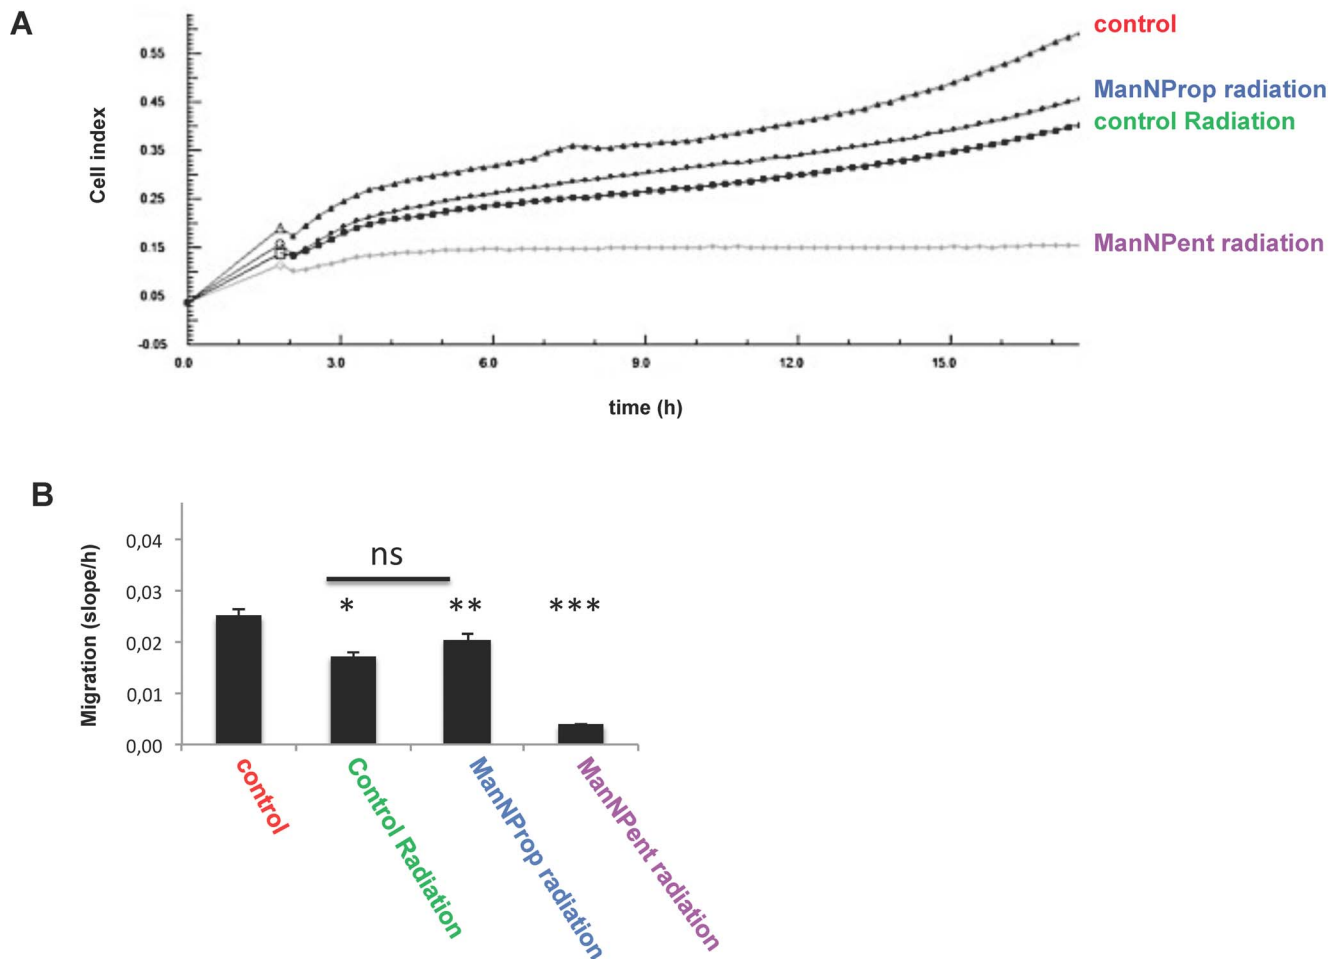 A
control
ManNProp radiation
control Radiation
ManNPent radiation
Cell index
0.55
0.45
0.35
0.25
0.15
0.05
-0.05
0.0 3.0 6.0 9.0 12.0 15.0
time (h)
B
Migration (slope/h)
0,04
0,03
0,02
0,01
0,00
ns
* ** ***
control
Control Radiation
ManNProp radiation
ManNPent radiation